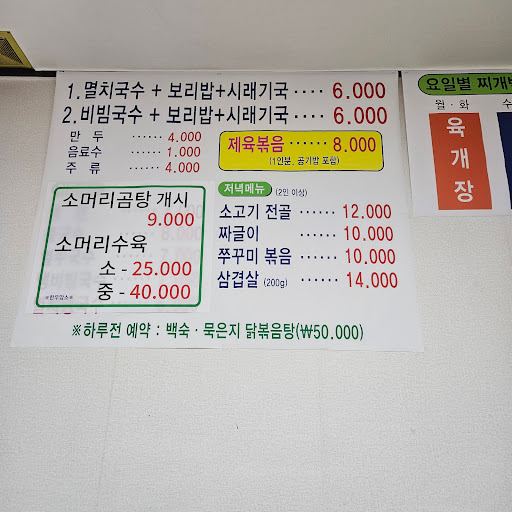 1. 멸치국수 + 보리밥+시래기국 ···· 6.000
2. 비빔국수 + 보리밥+시래기국 ···· 6.000
만 두 ······ 4.000
음료수 ······ 1.000
주 류 ······ 4.000
제육볶음 ······ 8.000
(1인분, 공기밥 포함)
소머리곰탕 개시
9.000
소머리수육
소 - 25.000
중 - 40.000
※한우암소※
저녁메뉴 (2인 이상)
소고기 전골 ······ 12.000
짜글이 ······ 10.000
쭈꾸미 볶음 ······ 10.000
삼겹살 (200g) ······ 14.000
※하루전 예약 : 백숙 · 묵은지 닭볶음탕(₩50.000)
요일별 찌개
월 · 화
육개장